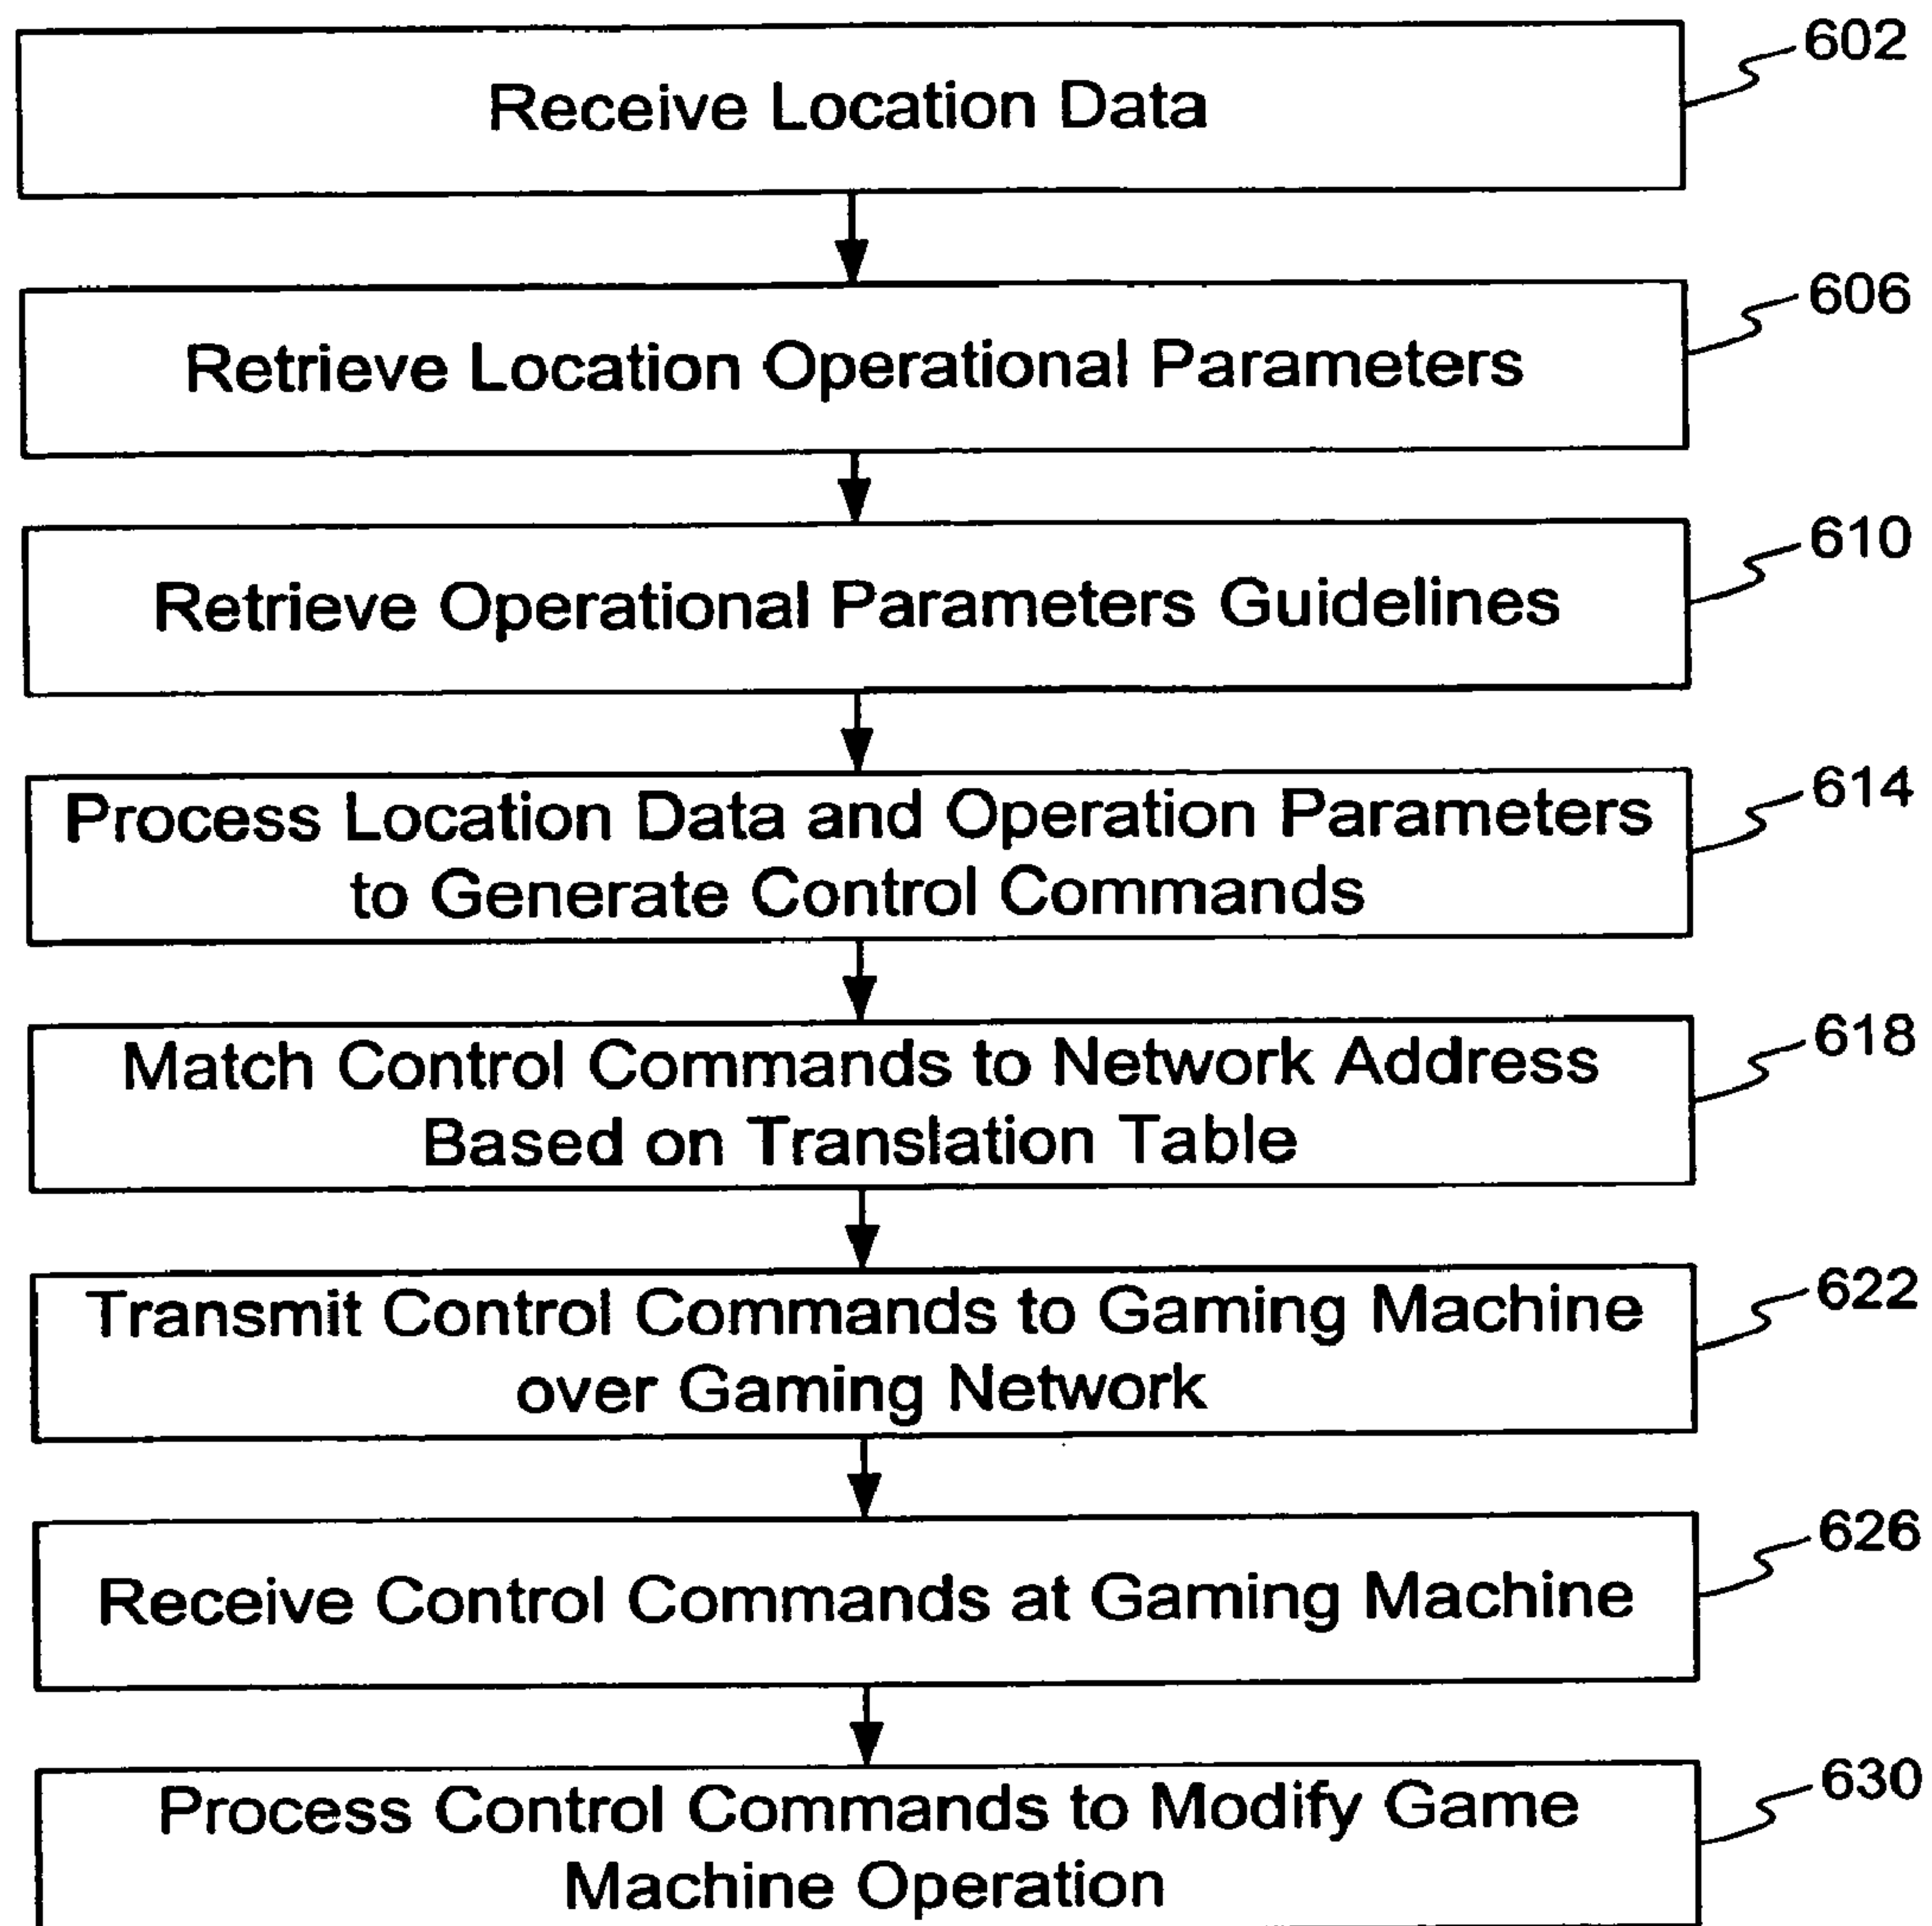 602
Receive Location Data
606
Retrieve Location Operational Parameters
610
Retrieve Operational Parameters Guidelines
614
Process Location Data and Operation Parameters
to Generate Control Commands
618
Match Control Commands to Network Address
Based on Translation Table
622
Transmit Control Commands to Gaming Machine
over Gaming Network
626
Receive Control Commands at Gaming Machine
630
Process Control Commands to Modify Game
Machine Operation